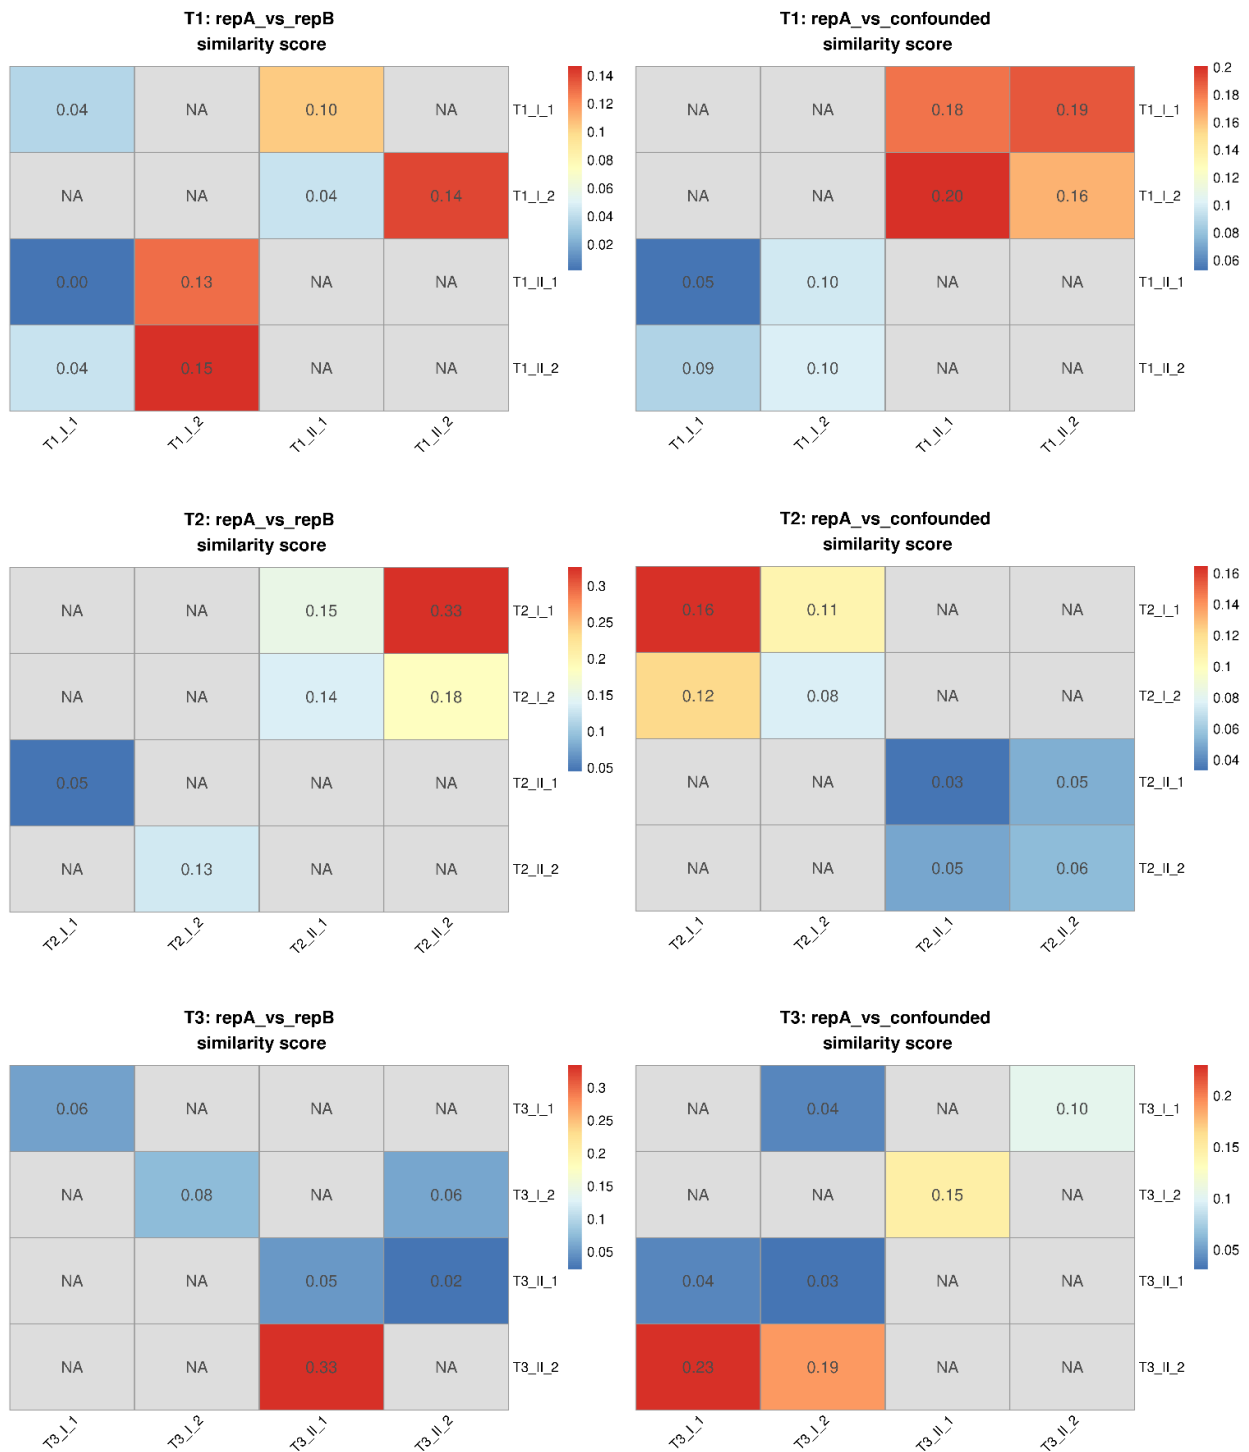 T1: repA_vs_repB
similarity score
0.04 NA 0.10 NA T1_I_1
NA NA 0.04 0.14 T1_I_2
0.00 0.13 NA NA T1_II_1
0.04 0.15 NA NA T1_II_2
T1_I_1 T1_I_2 T1_II_1 T1_II_2
0.14
0.12
0.1
0.08
0.06
0.04
0.02
T1: repA_vs_confounded
similarity score
NA NA 0.18 0.19 T1_I_1
NA NA 0.20 0.16 T1_I_2
0.05 0.10 NA NA T1_II_1
0.09 0.10 NA NA T1_II_2
T1_I_1 T1_I_2 T1_II_1 T1_II_2
0.2
0.18
0.16
0.14
0.12
0.1
0.08
0.06
T2: repA_vs_repB
similarity score
NA NA 0.15 0.33 T2_I_1
NA NA 0.14 0.18 T2_I_2
0.05 NA NA NA T2_II_1
NA 0.13 NA NA T2_II_2
T2_I_1 T2_I_2 T2_II_1 T2_II_2
0.3
0.25
0.2
0.15
0.1
0.05
T2: repA_vs_confounded
similarity score
0.16 0.11 NA NA T2_I_1
0.12 0.08 NA NA T2_I_2
NA NA 0.03 0.05 T2_II_1
NA NA 0.05 0.06 T2_II_2
T2_I_1 T2_I_2 T2_II_1 T2_II_2
0.16
0.14
0.12
0.1
0.08
0.06
0.04
T3: repA_vs_repB
similarity score
0.06 NA NA NA T3_I_1
NA 0.08 NA 0.06 T3_I_2
NA NA 0.05 0.02 T3_II_1
NA NA 0.33 NA T3_II_2
T3_I_1 T3_I_2 T3_II_1 T3_II_2
0.3
0.25
0.2
0.15
0.1
0.05
T3: repA_vs_confounded
similarity score
NA 0.04 NA 0.10 T3_I_1
NA NA 0.15 NA T3_I_2
0.04 0.03 NA NA T3_II_1
0.23 0.19 NA NA T3_II_2
T3_I_1 T3_I_2 T3_II_1 T3_II_2
0.2
0.15
0.1
0.05